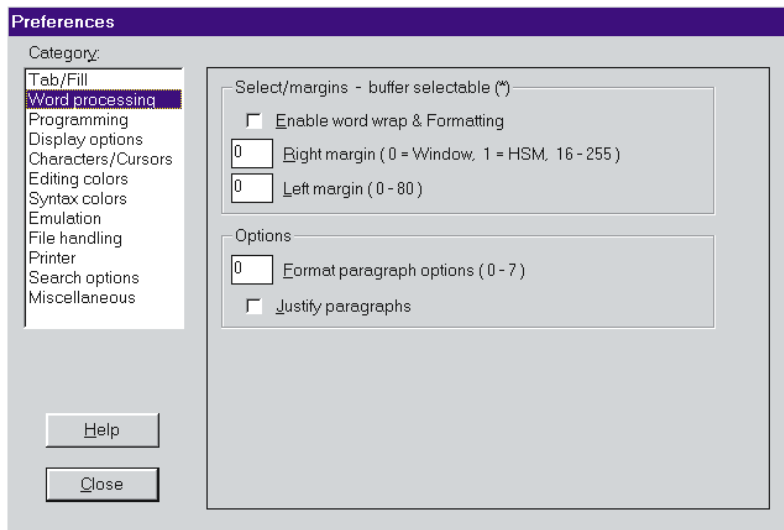 Preferences
Category:
Tab/Fill
Word processing
Programming
Display options
Characters/Cursors
Editing colors
Syntax colors
Emulation
File handling
Printer
Search options
Miscellaneous
Help
Close
Select/margins - buffer selectable (*)
Enable word wrap & Formatting
0 Right margin ( 0 = Window, 1 = HSM, 16 - 255 )
0 Left margin ( 0 - 80 )
Options
0 Format paragraph options ( 0 - 7 )
Justify paragraphs